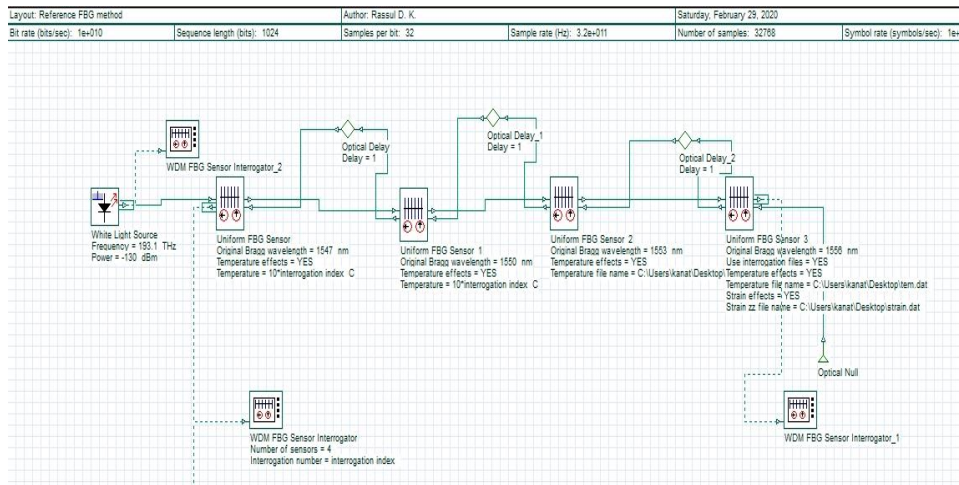 Layout: Reference FBG method
Author: Rassul D. K.
Saturday, February 29, 2020
Bit rate (bits/sec): 1e+010
Sequence length (bits): 1024
Samples per bit: 32
Sample rate (Hz): 3.2e+011
Number of samples: 32768
Symbol rate (symbols/sec): 1e+
Optical Delay
Delay = 1
Optical Delay_1
Delay = 1
Optical Delay_2
Delay = 1
WDM FBG Sensor Interrogator_2
White Light Source
Frequency = 193.1 THz
Power = -130 dBm
Uniform FBG Sensor
Original Bragg wavelength = 1547 nm
Temperature effects = YES
Temperature = 10*interrogation index C
Uniform FBG Sensor 1
Original Bragg wavelength = 1550 nm
Temperature effects = YES
Temperature = 10*interrogation index C
Uniform FBG Sensor 2
Original Bragg wavelength = 1553 nm
Temperature effects = YES
Temperature file name = C:\Users\kanat\Desktop\
Uniform FBG Sensor 3
Original Bragg wavelength = 1556 nm
Use interrogation files = YES
Temperature effects = YES
Temperature file name = C:\Users\kanat\Desktop\tem.dat
Strain effects = YES
Strain zz file name = C:\Users\kanat\Desktop\strain.dat
Optical Null
WDM FBG Sensor Interrogator
Number of sensors = 4
Interrogation number = interrogation index
WDM FBG Sensor Interrogator_1